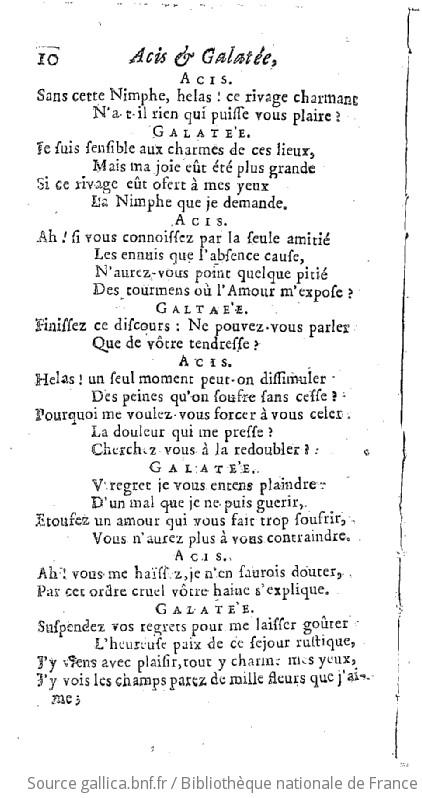 10 Acis & Galatée,
ACIS.
Sans cette Nimphe, helas ! ce rivage charmant
N'a-t-il rien qui puisse vous plaire ?
GALATE'E.
Je suis sensible aux charmes de ces lieux,
Mais ma joie eût été plus grande
Si ce rivage eût ofert à mes yeux
La Nimphe que je demande.
ACIS.
Ah ! si vous connoissez par la seule amitié
Les ennuis que l'absence cause,
N'aurez-vous point quelque pitié
Des tourmens où l'Amour m'expose ?
GALTAE'E.
Finissez ce discours : Ne pouvez-vous parler
Que de vôtre tendresse ?
ACIS.
Helas ! un seul moment peut-on dissimuler
Des peines qu'on soufre sans cesse ?
Pourquoi me voulez-vous forcer à vous celer
La douleur qui me presse ?
Cherchez vous à la redoubler ?
GALATE'E.
A regret je vous entens plaindre
D'un mal que je ne puis guerir,
Etoufez un amour qui vous fait trop soufrir,
Vous n'aurez plus à vous contraindre.
ACIS.
Ah ! vous me haïssez, je n'en saurois douter,
Par cet ordre cruel vôtre haine s'explique.
GALATE'E.
Suspendez vos regrets pour me laisser goûter
L'heureuse paix de ce sejour rustique,
J'y viens avec plaisir, tout y charme mes yeux,
J'y vois les champs parez de mille fleurs que j'ai-
me ;
Source gallica.bnf.fr / Bibliothèque nationale de France